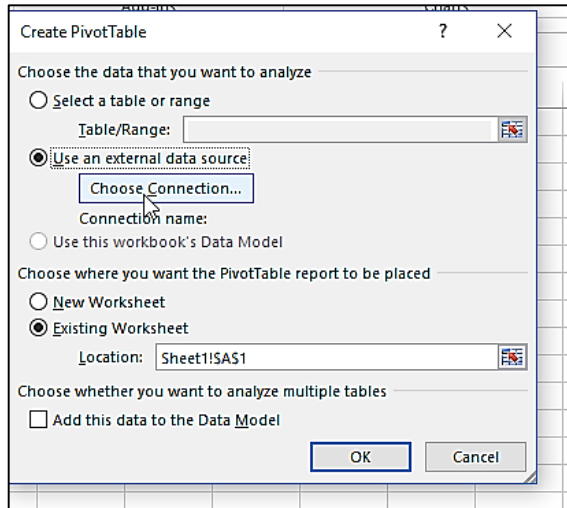 Add-ins Charts
Create PivotTable ? ×
Choose the data that you want to analyze
Select a table or range
Table/Range:
Use an external data source
Choose Connection...
Connection name:
Use this workbook's Data Model
Choose where you want the PivotTable report to be placed
New Worksheet
Existing Worksheet
Location: Sheet1!$A$1
Choose whether you want to analyze multiple tables
Add this data to the Data Model
OK Cancel